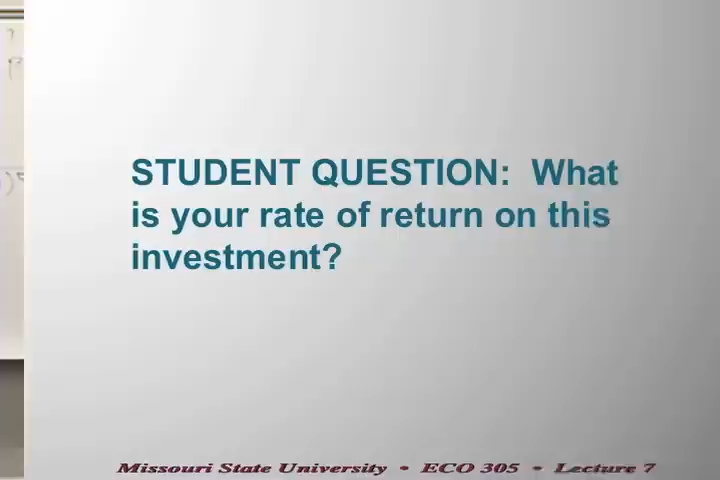 STUDENT QUESTION: What
is your rate of return on this
investment?
Missouri State University • ECO 305 • Lecture 7